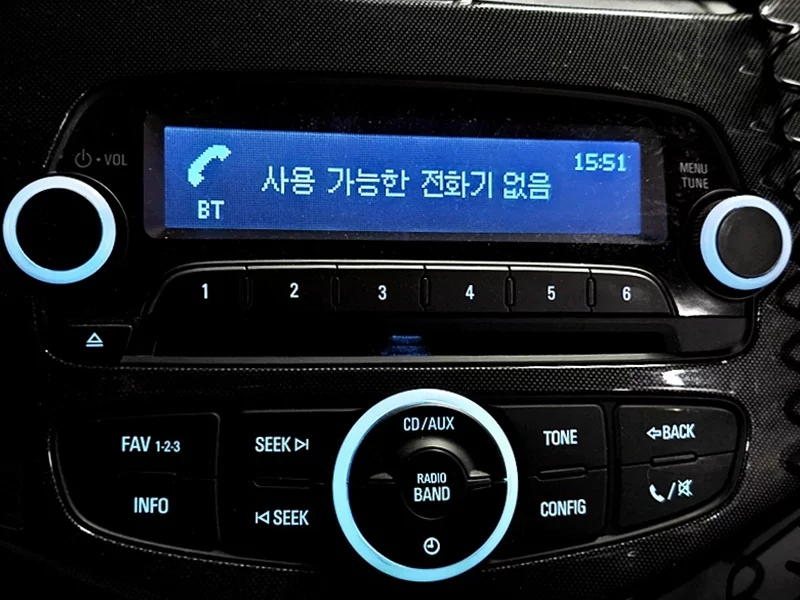 VOL
사용 가능한 전화기 없음
15:51
BT
MENU
TUNE
1 2 3 4 5 6
FAV 1-2-3
SEEK
CD/AUX
TONE
BACK
RADIO
BAND
INFO
SEEK
CONFIG